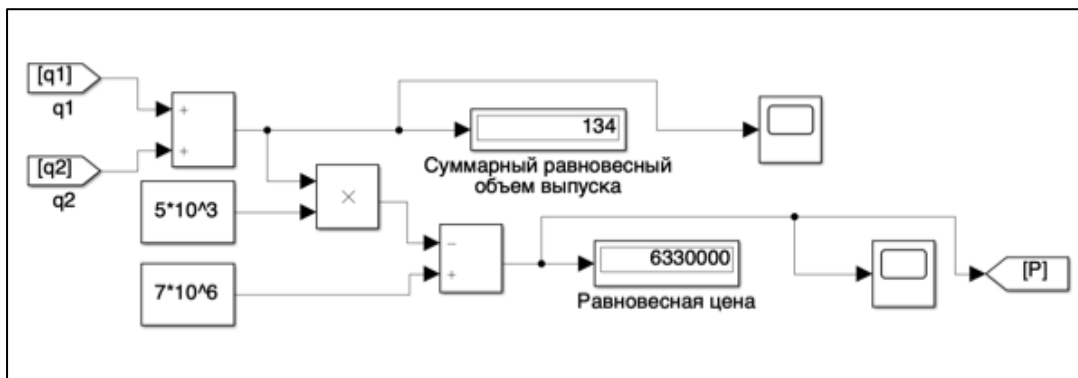 [q1]
q1
+
+
[q2]
q2
134
Суммарный равновесный
объем выпуска
×
5*10^3
−
+
7*10^6
6330000
Равновесная цена
[P]